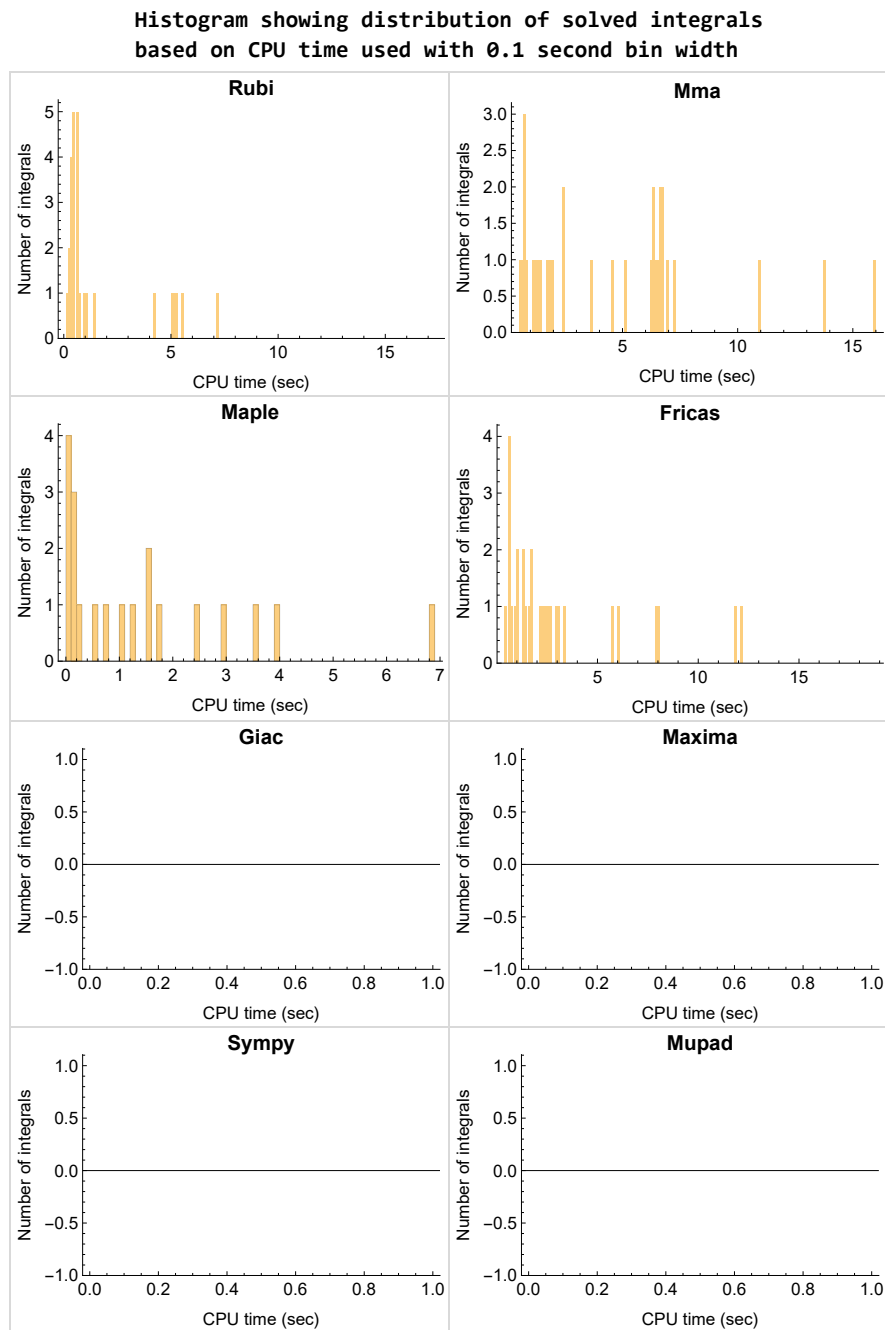 Histogram showing distribution of solved integrals
based on CPU time used with 0.1 second bin width
Rubi
Number of integrals
5
4
3
2
1
0
0 5 10 15
CPU time (sec)
Mma
Number of integrals
3.0
2.5
2.0
1.5
1.0
0.5
0.0
5 10 15
CPU time (sec)
Maple
Number of integrals
4
3
2
1
0
0 1 2 3 4 5 6 7
CPU time (sec)
Fricas
Number of integrals
4
3
2
1
0
5 10 15
CPU time (sec)
Giac
Number of integrals
1.0
0.5
0.0
−0.5
−1.0
0.0 0.2 0.4 0.6 0.8 1.0
CPU time (sec)
Maxima
Number of integrals
1.0
0.5
0.0
−0.5
−1.0
0.0 0.2 0.4 0.6 0.8 1.0
CPU time (sec)
Sympy
Number of integrals
1.0
0.5
0.0
−0.5
−1.0
0.0 0.2 0.4 0.6 0.8 1.0
CPU time (sec)
Mupad
Number of integrals
1.0
0.5
0.0
−0.5
−1.0
0.0 0.2 0.4 0.6 0.8 1.0
CPU time (sec)